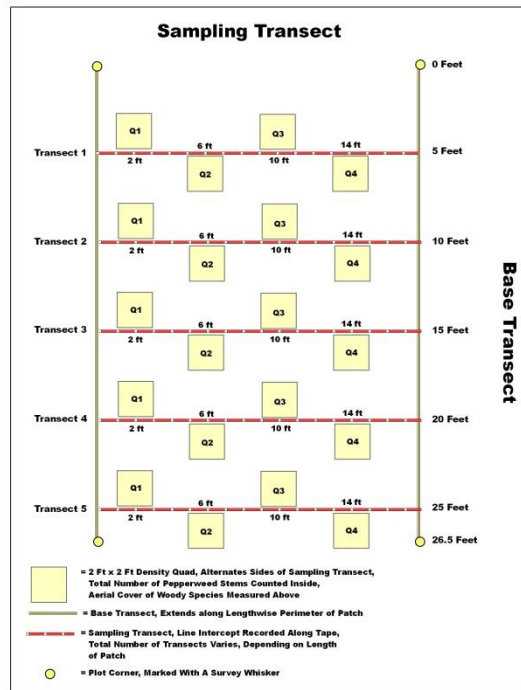 Sampling Transect
0 Feet
Q1
Q3
6 ft
14 ft
Transect 1
5 Feet
2 ft
10 ft
Q2
Q4
Q1
Q3
6 ft
14 ft
Transect 2
10 Feet
2 ft
10 ft
Q2
Q4
Base Transect
Q1
Q3
6 ft
14 ft
Transect 3
15 Feet
2 ft
10 ft
Q2
Q4
Q1
Q3
6 ft
14 ft
Transect 4
20 Feet
2 ft
10 ft
Q2
Q4
Q1
Q3
6 ft
14 ft
Transect 5
25 Feet
2 ft
10 ft
Q2
Q4
26.5 Feet
= 2 Ft x 2 Ft Density Quad, Alternates Sides of Sampling Transect,
Total Number of Pepperweed Stems Counted Inside,
Aerial Cover of Woody Species Measured Above
= Base Transect, Extends along Lengthwise Perimeter of Patch
= Sampling Transect, Line Intercept Recorded Along Tape,
Total Number of Transects Varies, Depending on Length
of Patch
= Plot Corner, Marked With A Survey Whisker